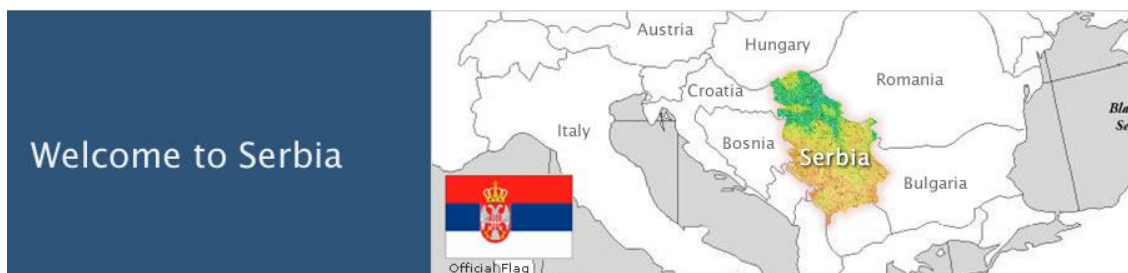 Welcome to Serbia
Austria
Hungary
Romania
Croatia
Italy
Bosnia
Serbia
Bulgaria
Official Flag